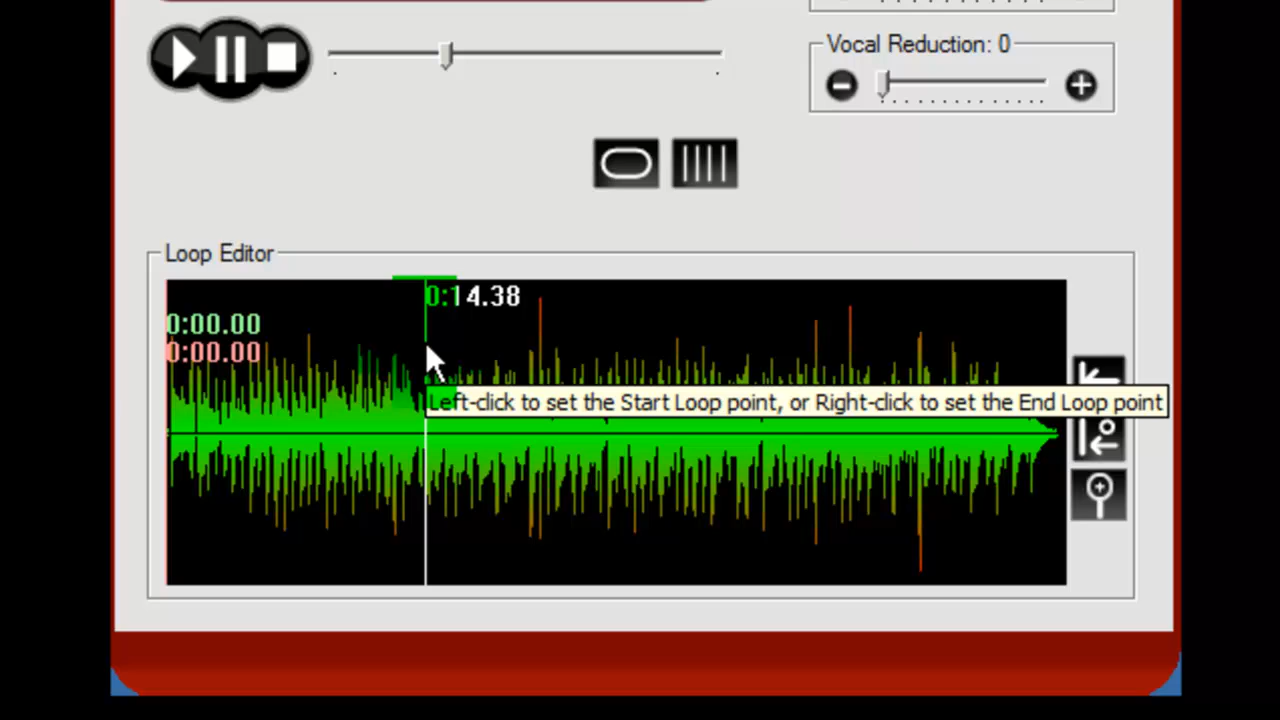 Vocal Reduction: 0
Loop Editor
0:14.38
0:00.00
0:00.00
Left-click to set the Start Loop point, or Right-click to set the End Loop point